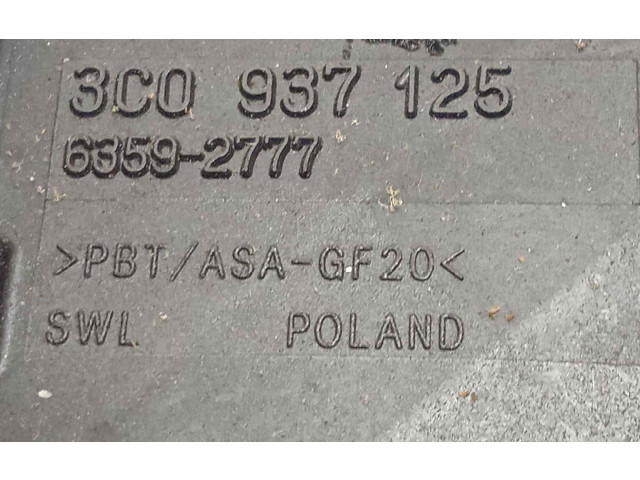 3C0 937 125
6359-2777
>PBT/ASA-GF20<
SWL POLAND